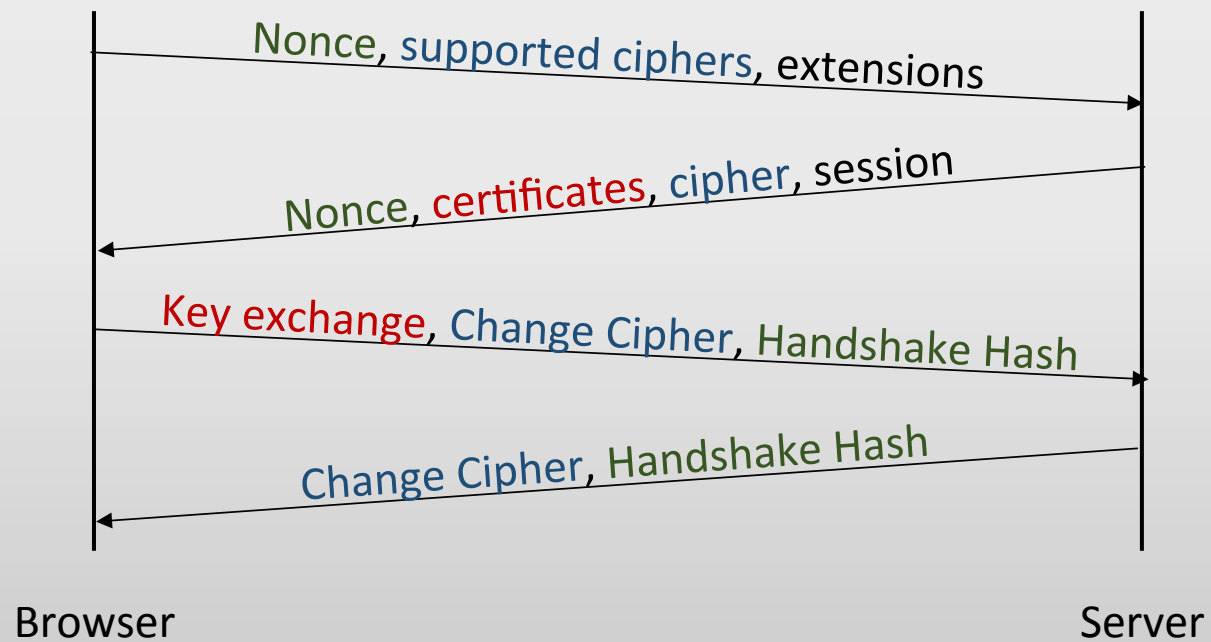 Nonce, supported ciphers, extensions
Nonce, certificates, cipher, session
Key exchange, Change Cipher, Handshake Hash
Change Cipher, Handshake Hash
Browser
Server